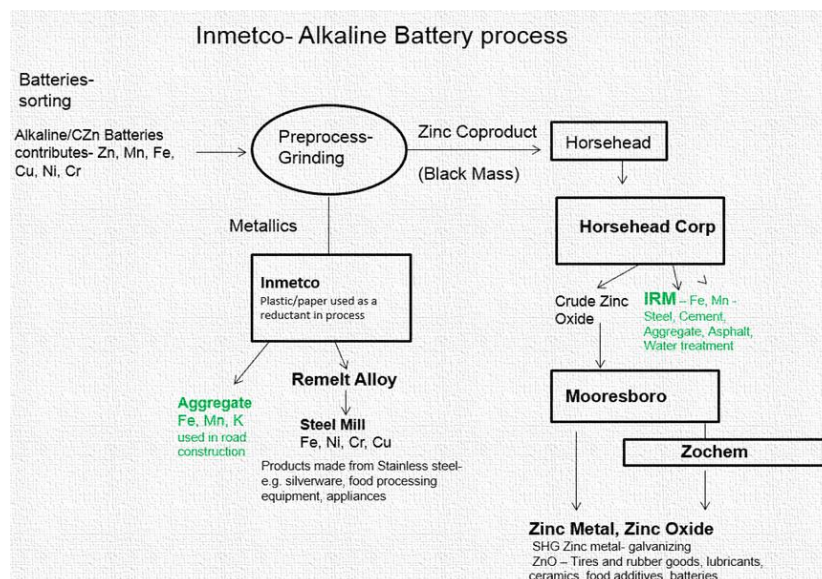 Inmetco- Alkaline Battery process
Batteries-
sorting
Alkaline/CZn Batteries
contributes- Zn, Mn, Fe,
Cu, Ni, Cr
Preprocess-
Grinding
Zinc Coproduct
(Black Mass)
Horsehead
Horsehead Corp
Metallics
Inmetco
Plastic/paper used as a
reductant in process
Crude Zinc
Oxide
IRM – Fe, Mn -
Steel, Cement,
Aggregate, Asphalt,
Water treatment
Aggregate
Fe, Mn, K
used in road
construction
Remelt Alloy
Steel Mill
Fe, Ni, Cr, Cu
Products made from Stainless steel-
e.g. silverware, food processing
equipment, appliances
Mooresboro
Zochem
Zinc Metal, Zinc Oxide
SHG Zinc metal- galvanizing
ZnO – Tires and rubber goods, lubricants,
ceramics, food additives, batteries